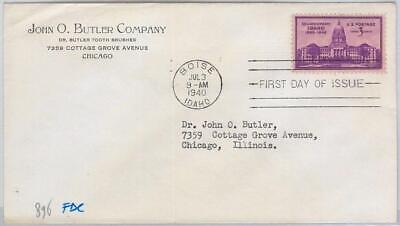 JOHN O. BUTLER COMPANY
DR. BUTLER TOOTH BRUSHES
7359 COTTAGE GROVE AVENUE
CHICAGO
BOISE
JUL 3
9-AM
1940
IDAHO
IDAHO
1890-1940
U.S. POSTAGE
3
FIRST DAY OF ISSUE
Dr. John O. Butler,
7359 Cottage Grove Avenue,
Chicago, Illinois.
896 FDC